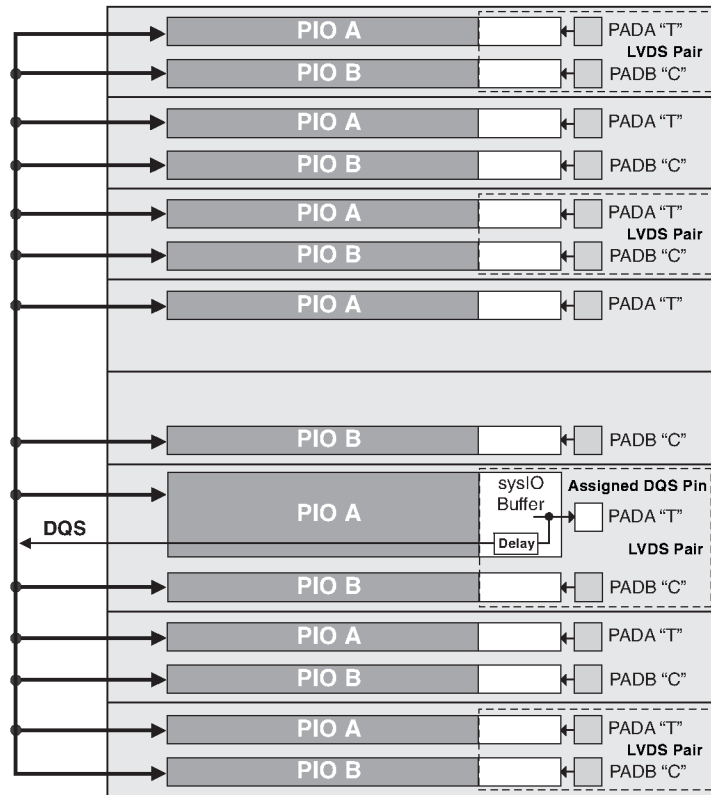 PIO A PADA “T”
LVDS Pair
PIO B PADB “C”
PIO A PADA “T”
PIO B PADB “C”
PIO A PADA “T”
LVDS Pair
PIO B PADB “C”
PIO A PADA “T”
PIO B PADB “C”
sysIO Assigned DQS Pin
Buffer
PIO A PADA “T”
DQS Delay LVDS Pair
PIO B PADB “C”
PIO A PADA “T”
PIO B PADB “C”
PIO A PADA “T”
LVDS Pair
PIO B PADB “C”